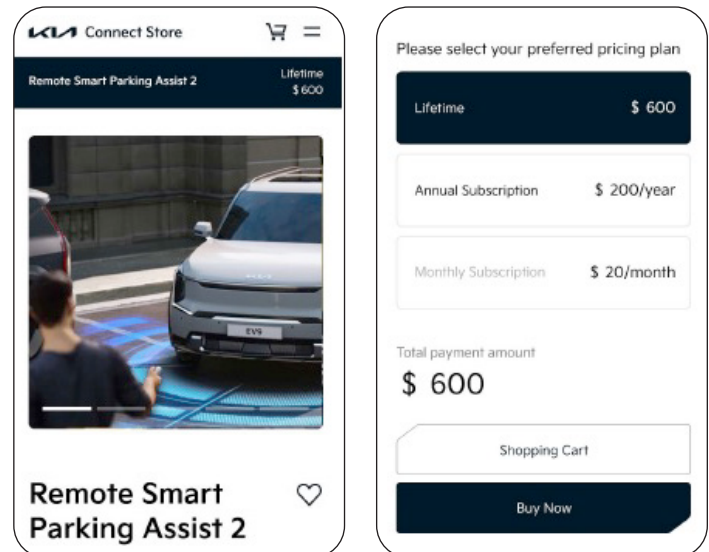 KIA Connect Store
Remote Smart Parking Assist 2
Lifetime
$ 600
EV9
Remote Smart
Parking Assist 2
Please select your preferred pricing plan
Lifetime $ 600
Annual Subscription $ 200/year
Monthly Subscription $ 20/month
Total payment amount
$ 600
Shopping Cart
Buy Now